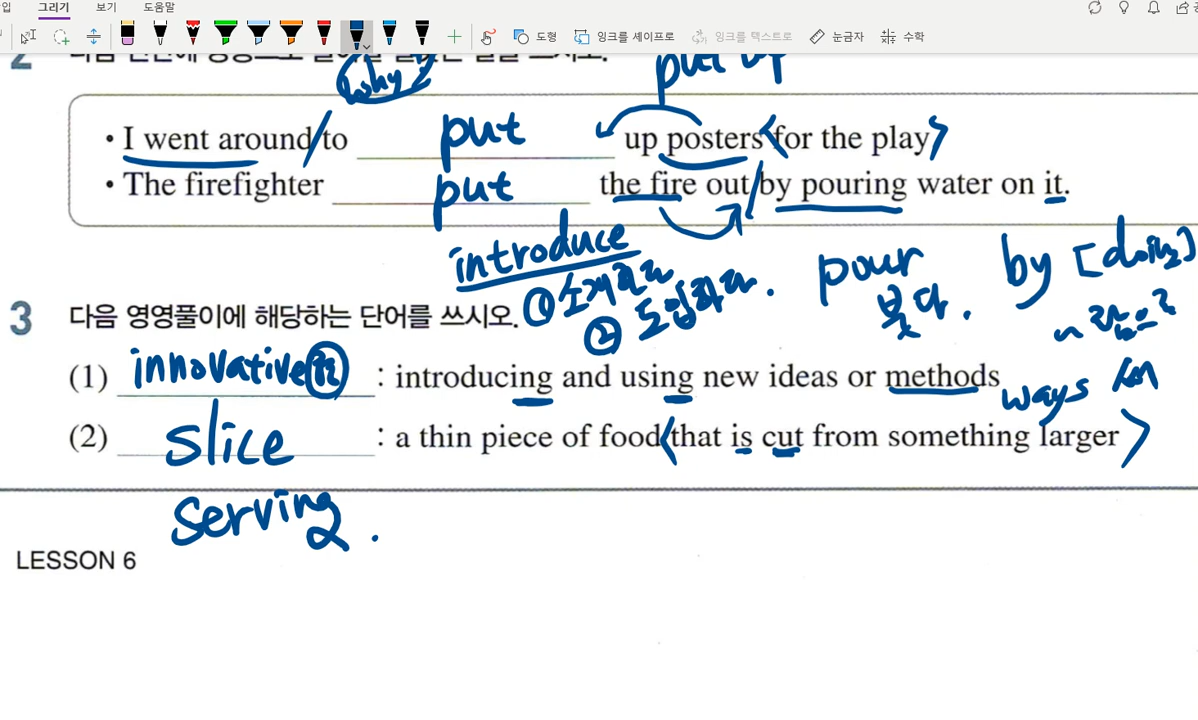 그리기 보기 도움말
도형 잉크를 셰이프로 잉크를 텍스트로 눈금자 수학
2
why? put up
• I went around/to put up posters<for the play>
• The firefighter put the fire out/by pouring water on it.
introduce pour by [doing]
① 소개하다 붓다.
② 도입하다.
3 다음 영영풀이에 해당하는 단어를 쓰시오.
(1) innovative : introducing and using new ideas or methods
ways
(2) slice : a thin piece of food<that is cut from something larger>
serving.
LESSON 6